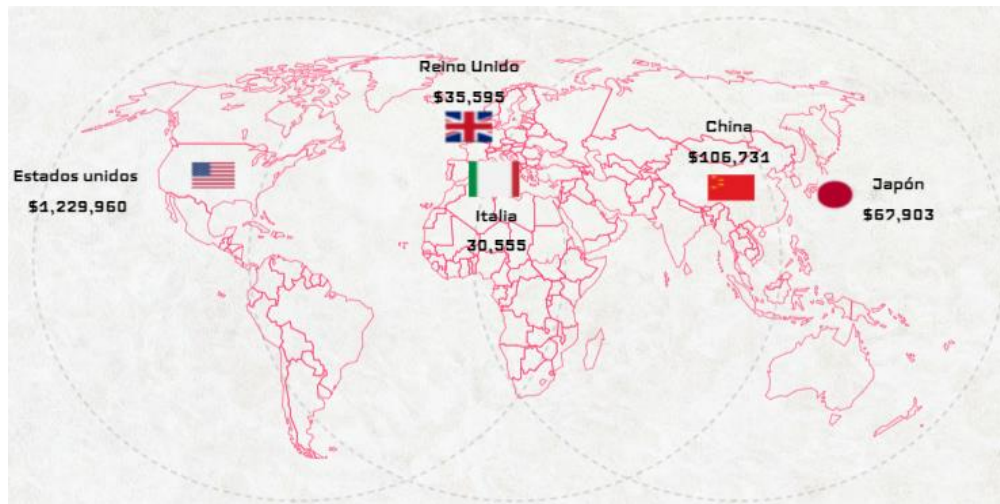 Reino Unido
$35,595
China
$106,731
Estados unidos
$1,229,960
Japón
$67,903
Italia
30,555